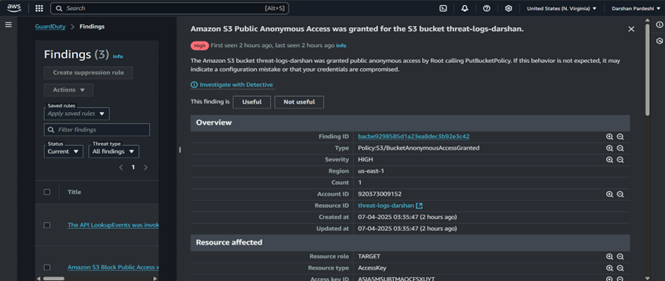 aws
Search
[Alt+S]
United States (N. Virginia)
Darshan Pardeshi
GuardDuty > Findings
Findings (3) Info
Create suppression rule
Actions
Saved rules
Apply saved rules
Filter findings
Status
Current
Threat type
All findings
1
Title
The API LookupEvents was invok
Amazon S3 Block Public Access w
Amazon S3 Public Anonymous Access was granted for the S3 bucket threat-logs-darshan.
High First seen 2 hours ago, last seen 2 hours ago Info
The Amazon S3 bucket threat-logs-darshan was granted public anonymous access by Root calling PutBucketPolicy. If this behavior is not expected, it may
indicate a configuration mistake or that your credentials are compromised.
Investigate with Detective
This finding is Useful Not useful
Overview
Finding ID
Type Policy:S3/BucketAnonymousAccessGranted
Severity HIGH
Region us-east-1
Count 1
Account ID 920373009152
Resource ID threat-logs-darshan
Created at 07-04-2025 03:35:47 (2 hours ago)
Updated at 07-04-2025 03:35:47 (2 hours ago)
Resource affected
Resource role TARGET
Resource type AccessKey
Access key ID